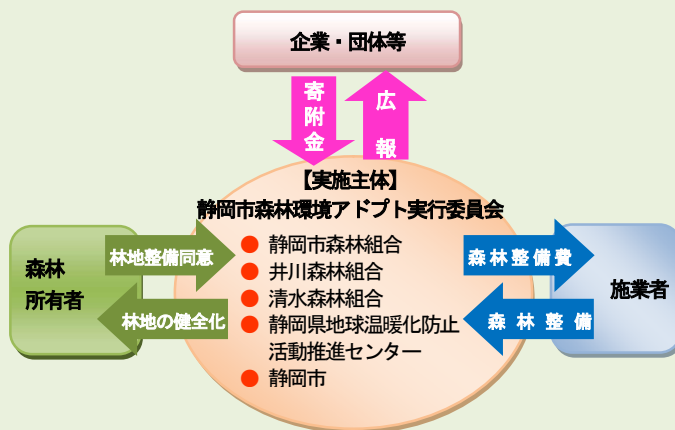 企業・団体等
寄附金
広報
【実施主体】
静岡市森林環境アドプト実行委員会
森林
所有者
林地整備同意
林地の健全化
● 静岡市森林組合
● 井川森林組合
● 清水森林組合
● 静岡県地球温暖化防止
活動推進センター
● 静岡市
森林整備費
森林整備
施業者